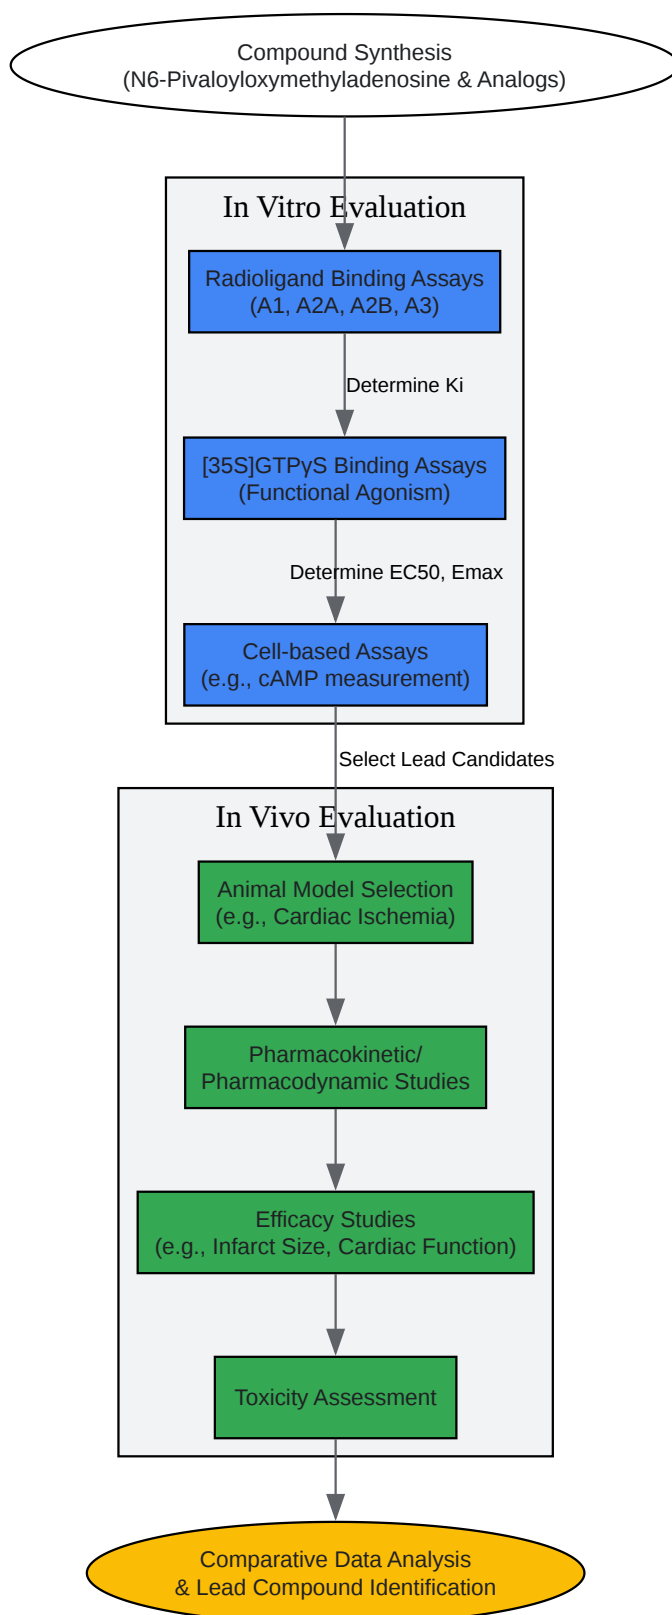 Compound Synthesis
(N6-Pivaloyloxymethyladenosine & Analogs)
In Vitro Evaluation
Radioligand Binding Assays
(A1, A2A, A2B, A3)
Determine Ki
[35S]GTPγS Binding Assays
(Functional Agonism)
Determine EC50, Emax
Cell-based Assays
(e.g., cAMP measurement)
Select Lead Candidates
In Vivo Evaluation
Animal Model Selection
(e.g., Cardiac Ischemia)
Pharmacokinetic/
Pharmacodynamic Studies
Efficacy Studies
(e.g., Infarct Size, Cardiac Function)
Toxicity Assessment
Comparative Data Analysis
& Lead Compound Identification